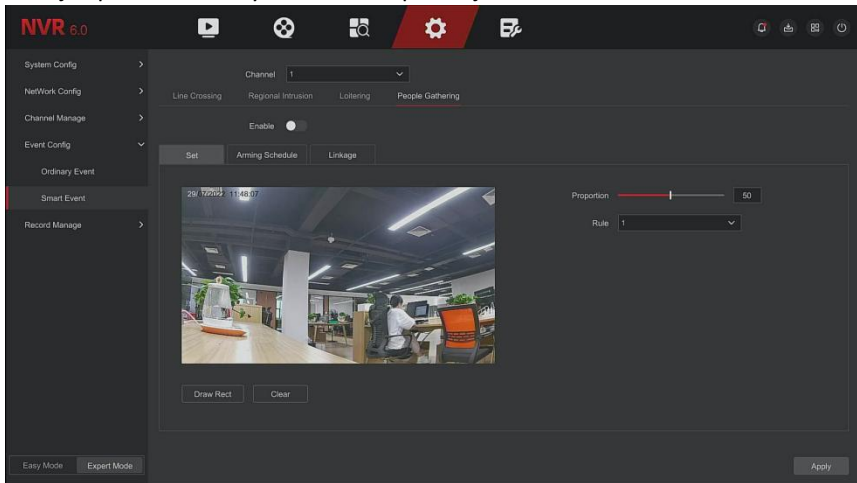 NVR 6.0
System Config
NetWork Config
Channel Manage
Event Config
Ordinary Event
Smart Event
Record Manage
Easy Mode Expert Mode
Channel 1
Line Crossing Regional Intrusion Loitering People Gathering
Enable
Set Arming Schedule Linkage
29/07/2022 11:48:07
Proportion 50
Rule 1
Draw Rect Clear
Apply